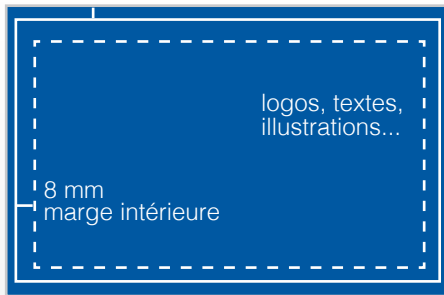 logos, textes,
illustrations...
8 mm
marge intérieure